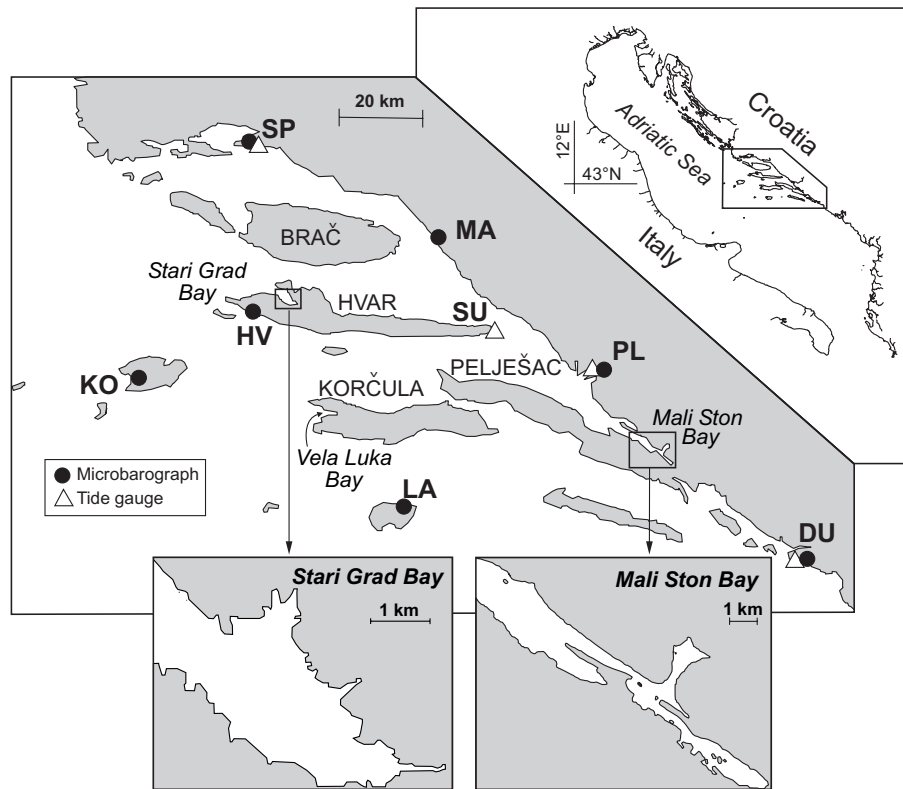 Croatia
Adriatic Sea
12°E
43°N
Italy
20 km
SP
MA
BRAČ
Stari Grad
Bay
HVAR
HV
SU
PL
PELJEŠAC
KO
KORČULA
Mali Ston
Bay
Vela Luka
Bay
LA
Microbarograph
Tide gauge
DU
Stari Grad Bay
1 km
Mali Ston Bay
1 km